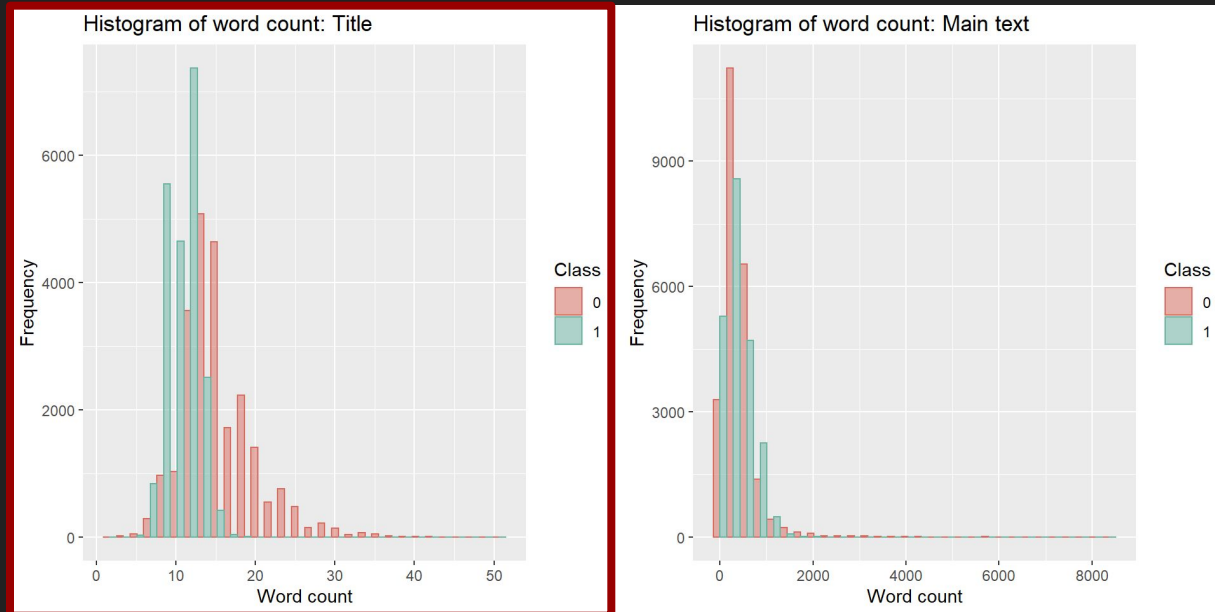 Histogram of word count: Title
6000
4000
2000
0
Frequency
0 10 20 30 40 50
Word count
Class
0
1
Histogram of word count: Main text
9000
6000
3000
0
Frequency
0 2000 4000 6000 8000
Word count
Class
0
1